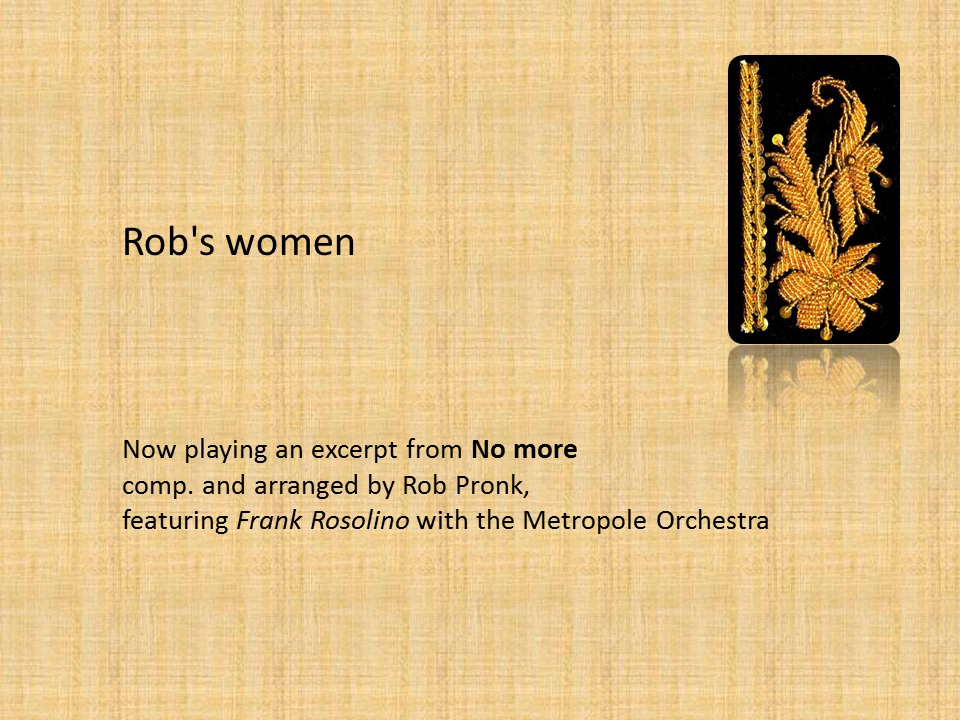 Rob's women
Now playing an excerpt from No more
comp. and arranged by Rob Pronk,
featuring Frank Rosolino with the Metropole Orchestra